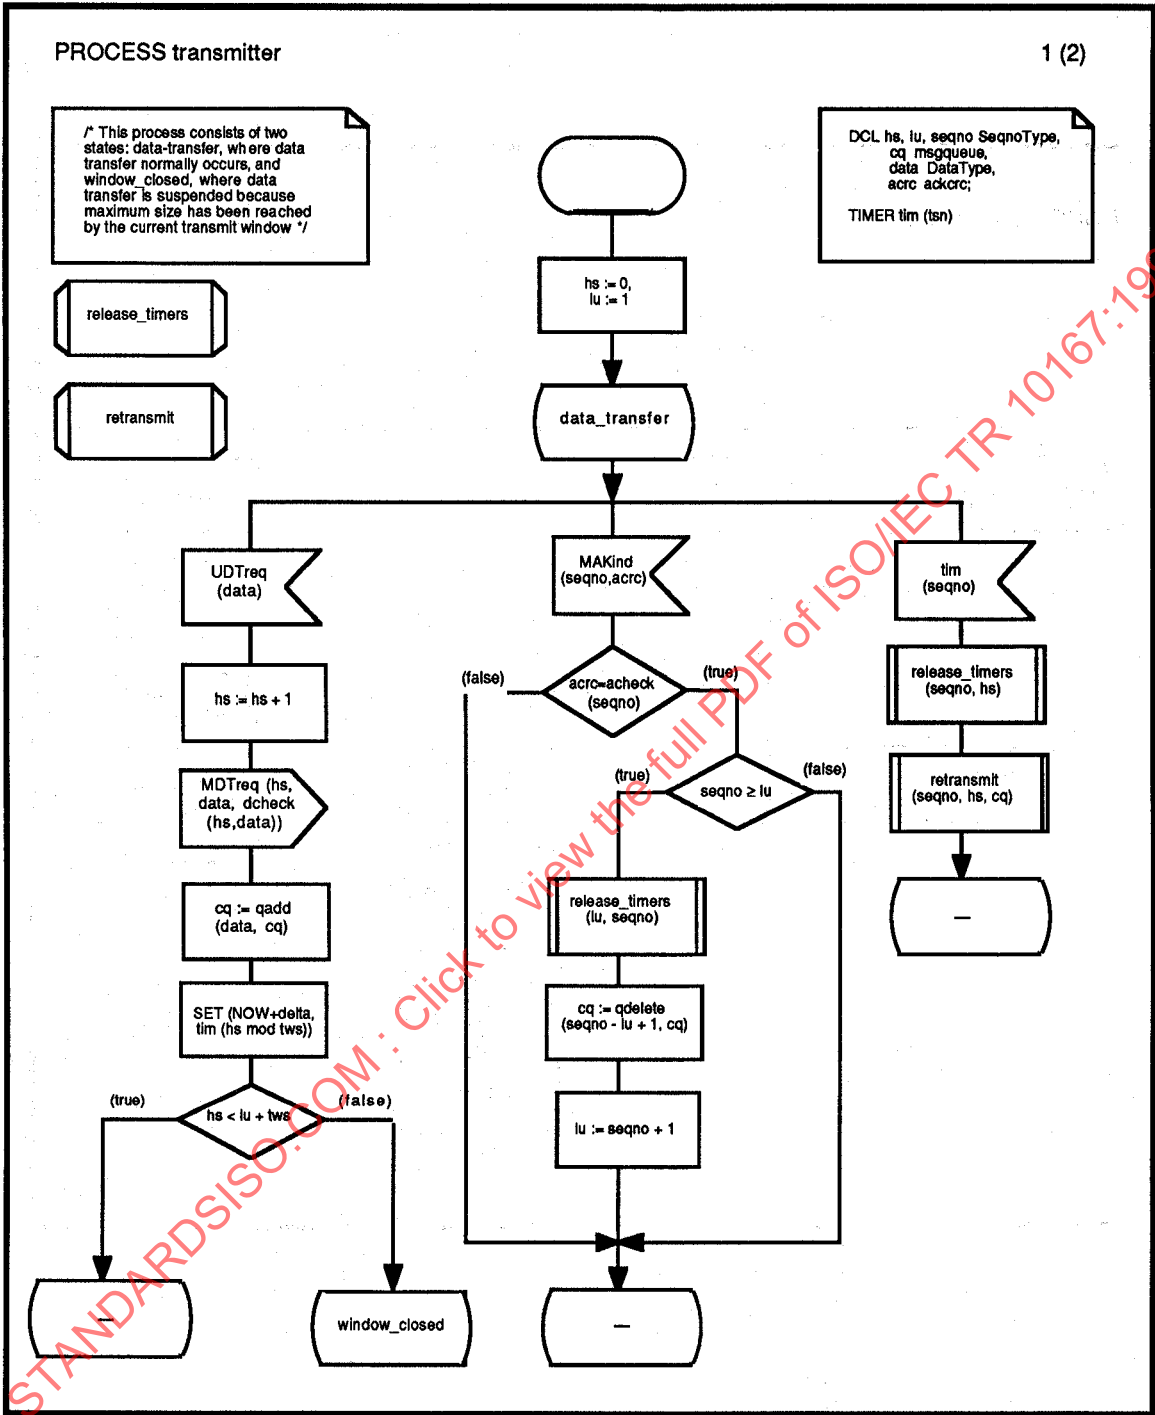 PROCESS transmitter
1 (2)
/* This process consists of two
states: data-transfer, where data
transfer normally occurs, and
window_closed, where data
transfer is suspended because
maximum size has been reached
by the current transmit window */
DCL hs, lu, seqno SeqnoType,
cq msgqueue,
data DataType,
acrc ackcrc;
TIMER tim (tsn)
release_timers
retransmit
hs := 0,
lu := 1
data_transfer
UDTreq
(data)
hs := hs + 1
MDTreq (hs,
data, dcheck
(hs,data))
cq := qadd
(data, cq)
SET (NOW+delta,
tim (hs mod tws))
hs < lu + tws
(true)
(false)
—
window_closed
MAKind
(seqno,acrc)
acrc=acheck
(seqno)
(false)
(true)
seqno ≥ lu
(true)
(false)
release_timers
(lu, seqno)
cq := qdelete
(seqno - lu + 1, cq)
lu := seqno + 1
—
tim
(seqno)
release_timers
(seqno, hs)
retransmit
(seqno, hs, cq)
—
STANDARDSISO.COM : Click to view the full PDF of ISO/IEC TR 10167:199